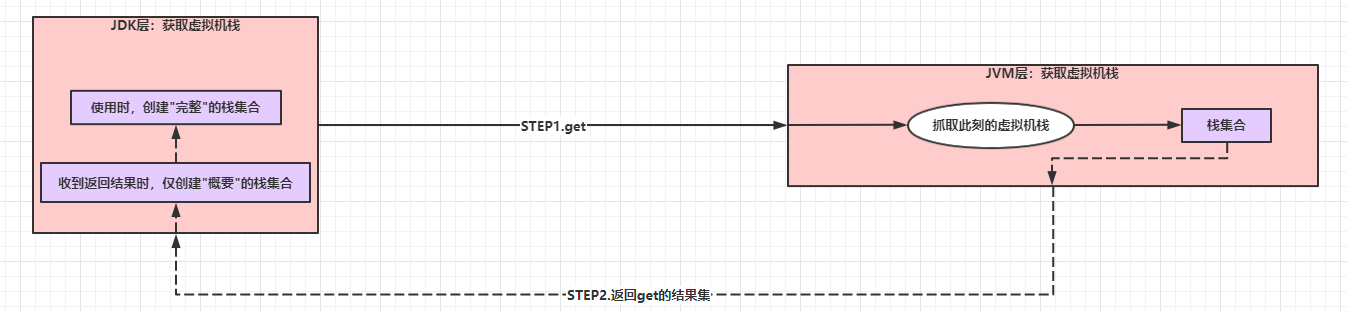 JDK层：获取虚拟机栈
使用时，创建"完整"的栈集合
收到返回结果时，仅创建"概要"的栈集合
STEP1.get
JVM层：获取虚拟机栈
抓取此刻的虚拟机栈
栈集合
STEP2.返回get的结果集